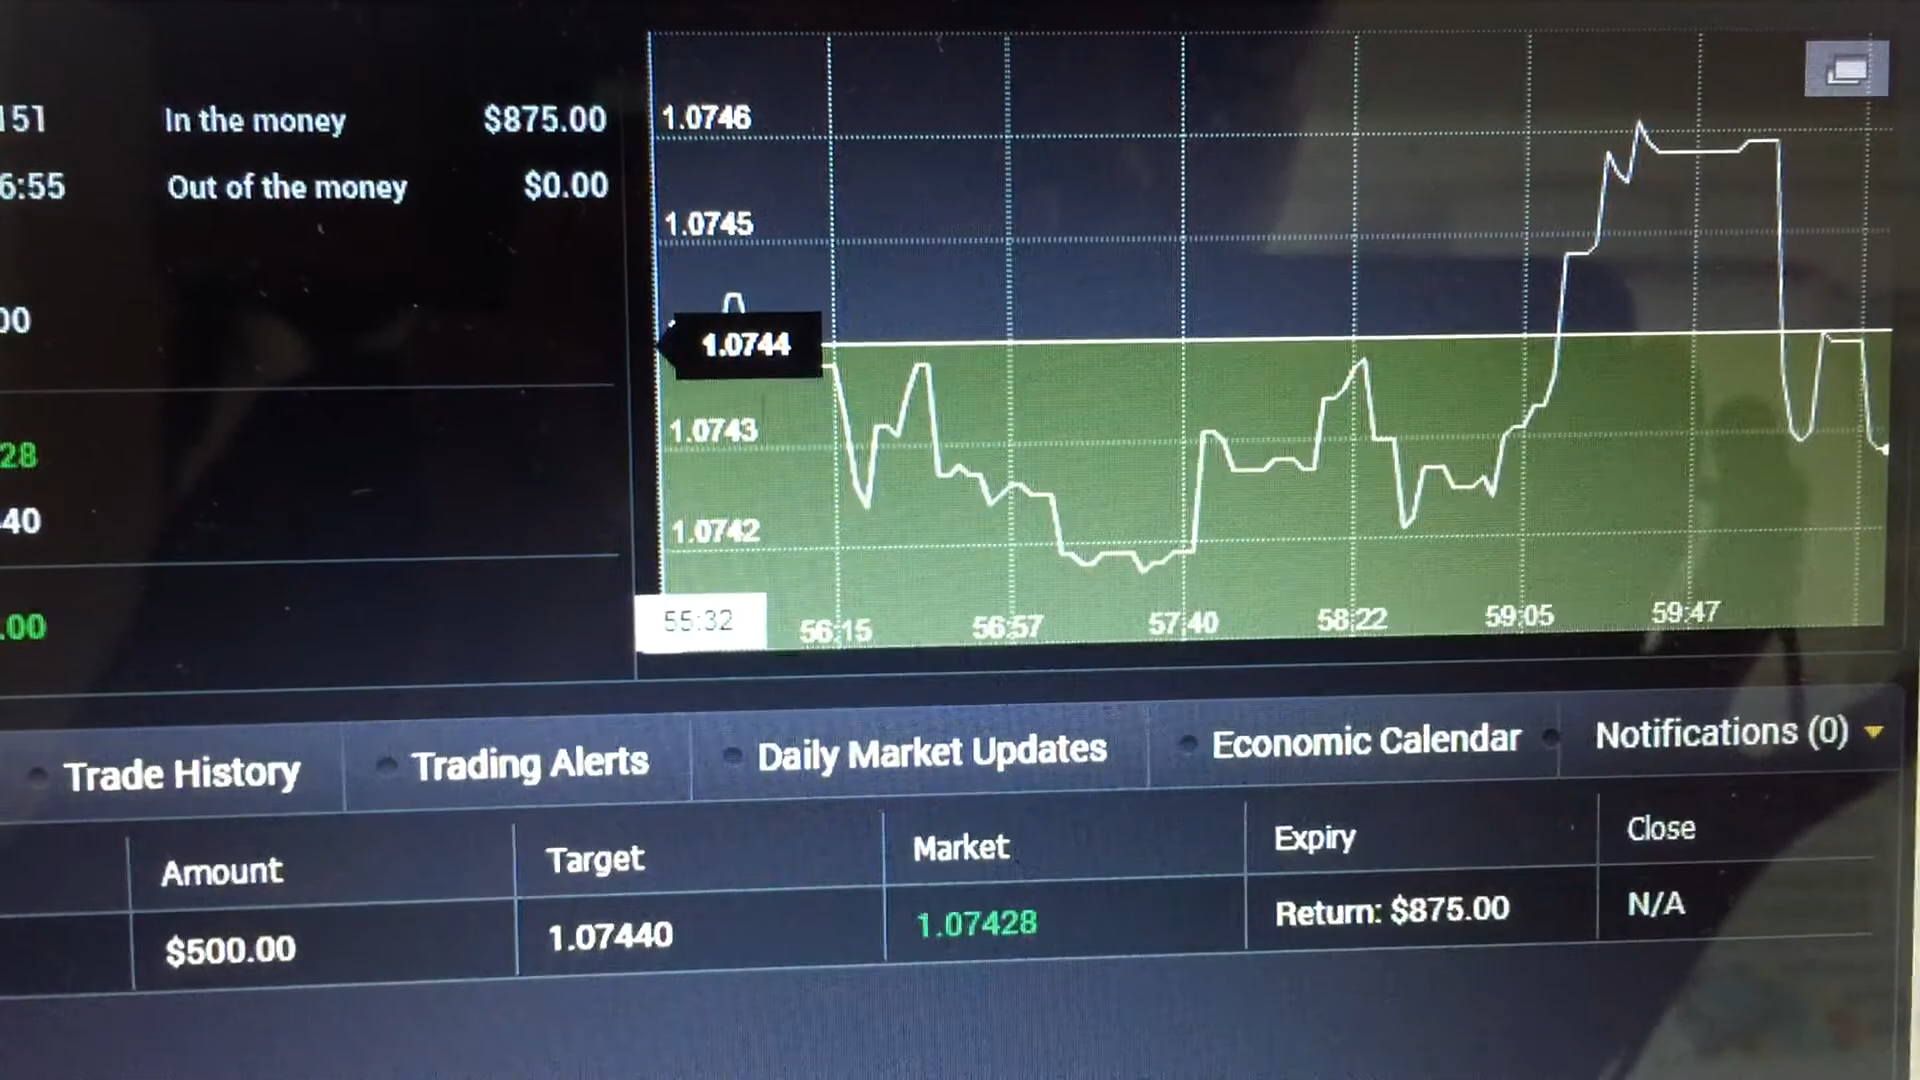 151 In the money $875.00
6:55 Out of the money $0.00
00
28
40
.00
1.0746
1.0745
1.0744
1.0743
1.0742
55:32 56:15 56:57 57:40 58:22 59:05 59:47
Trade History Trading Alerts Daily Market Updates Economic Calendar Notifications (0)
Amount Target Market Expiry Close
$500.00 1.07440 1.07428 Return: $875.00 N/A